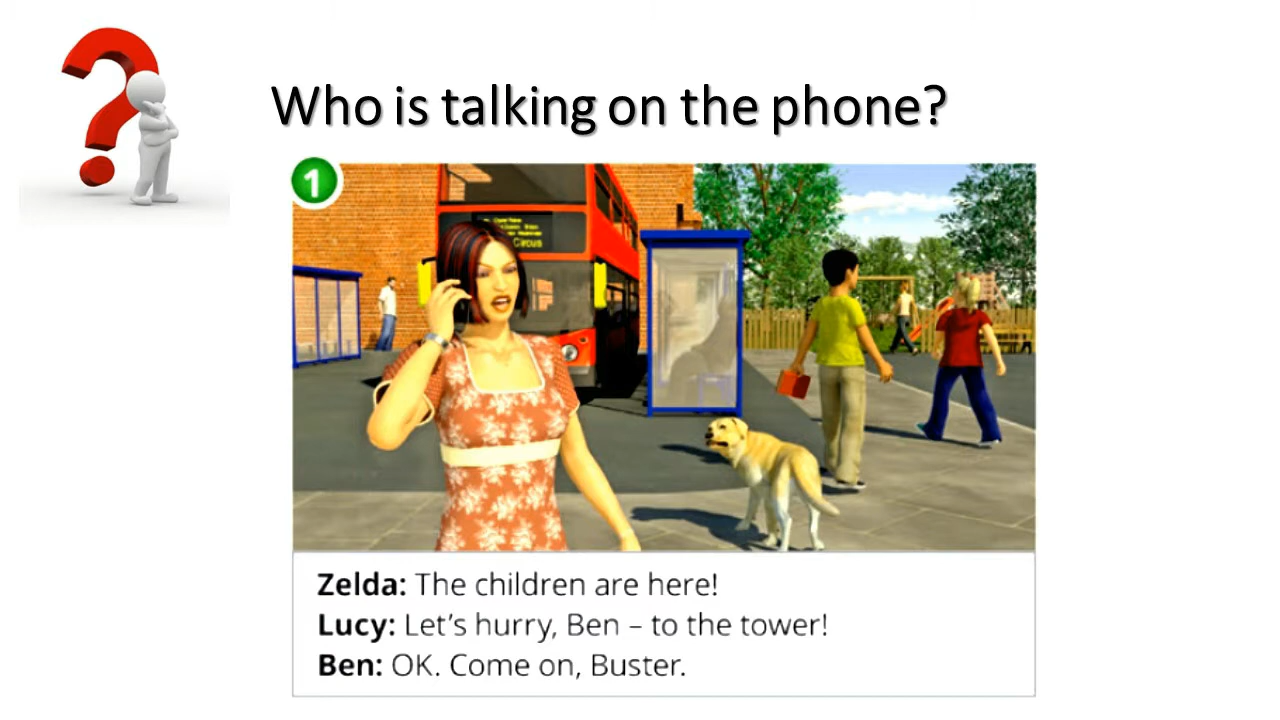 Who is talking on the phone?
1
Circus
Zelda: The children are here!
Lucy: Let's hurry, Ben – to the tower!
Ben: OK. Come on, Buster.